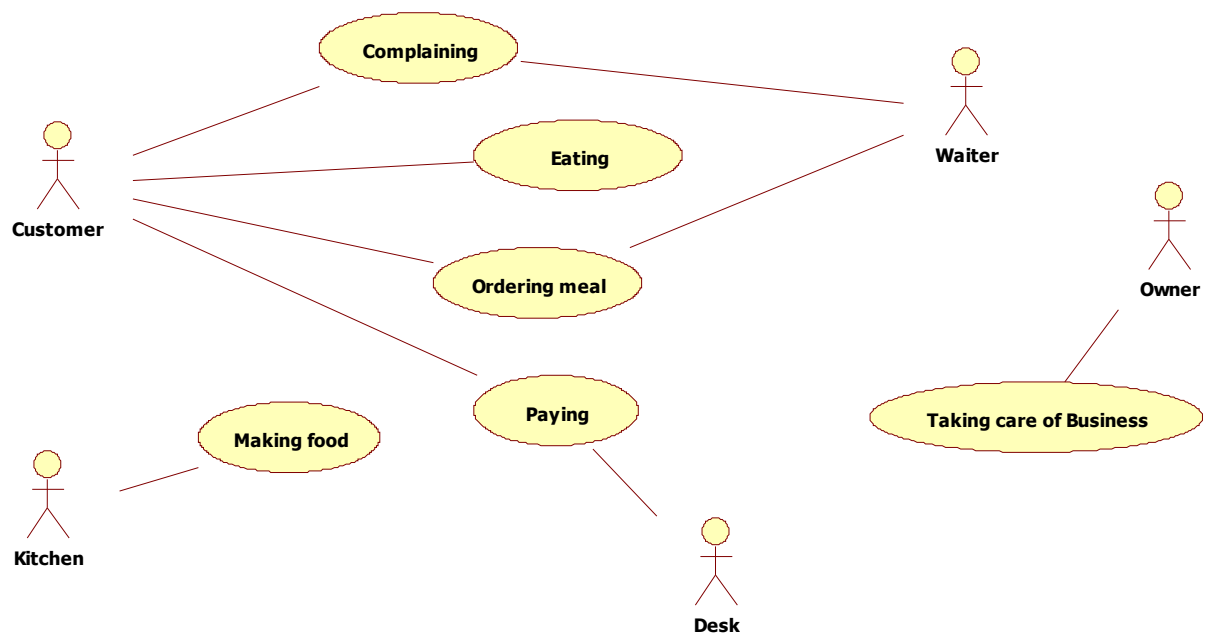 Complaining
Waiter
Eating
Customer
Ordering meal
Owner
Paying
Taking care of Business
Making food
Kitchen
Desk